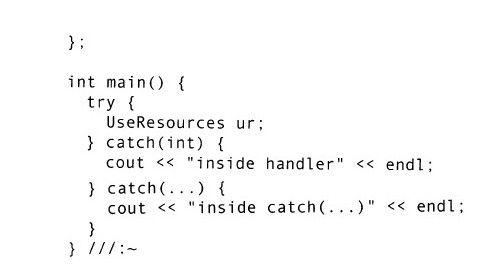 };
int main() {
try {
UseResources ur;
} catch(int) {
cout << "inside handler" << endl;
} catch(...) {
cout << "inside catch(...)" << endl;
}
} ///:~